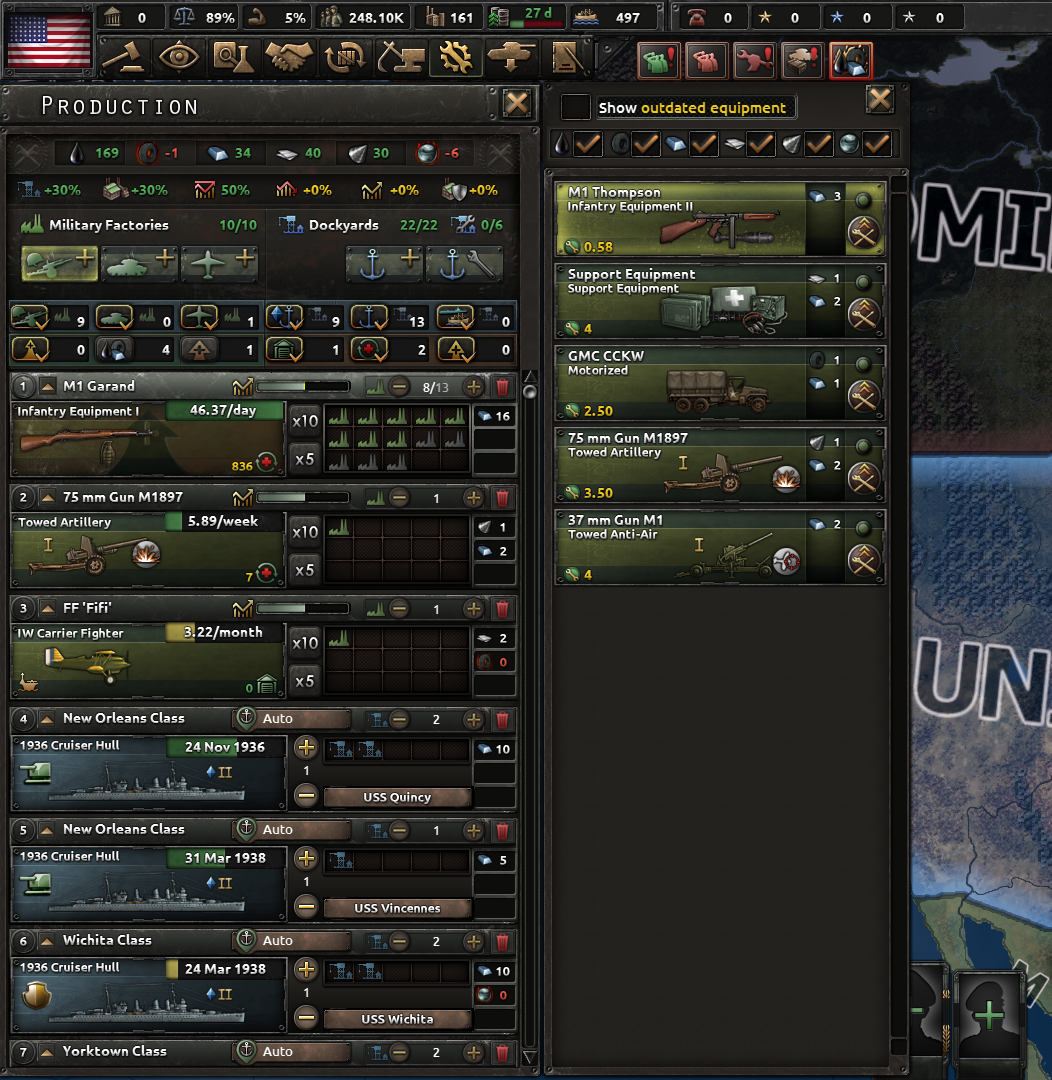 0 89% 5% 248.10K 161 27 d 497 0 0 0 0
PRODUCTION
169 -1 34 40 30 -6
+30% +30% 50% +0% +0% +0%
Military Factories 10/10 Dockyards 22/22 0/6
9 0 1 9 13 0
0 4 1 1 2 0
1 M1 Garand 8/13
Infantry Equipment I 46.37/day x10 16
836 x5
2 75 mm Gun M1897 1
Towed Artillery 5.89/week x10 1
I 2
7 x5
3 FF 'Fifi' 1
IW Carrier Fighter 3.22/month x10 2
0
0 x5
4 New Orleans Class Auto 2
1936 Cruiser Hull 24 Nov 1936 10
II 1
USS Quincy
5 New Orleans Class Auto 1
1936 Cruiser Hull 31 Mar 1938 5
II 1
USS Vincennes
6 Wichita Class Auto 2
1936 Cruiser Hull 24 Mar 1938 10
II 1 0
USS Wichita
7 Yorktown Class Auto 2
Show outdated equipment
M1 Thompson 3
Infantry Equipment II
0.58
Support Equipment 1
Support Equipment 2
4
GMC CCKW 1
Motorized 1
2.50
75 mm Gun M1897 1
Towed Artillery 2
I
3.50
37 mm Gun M1 2
Towed Anti-Air
I
4